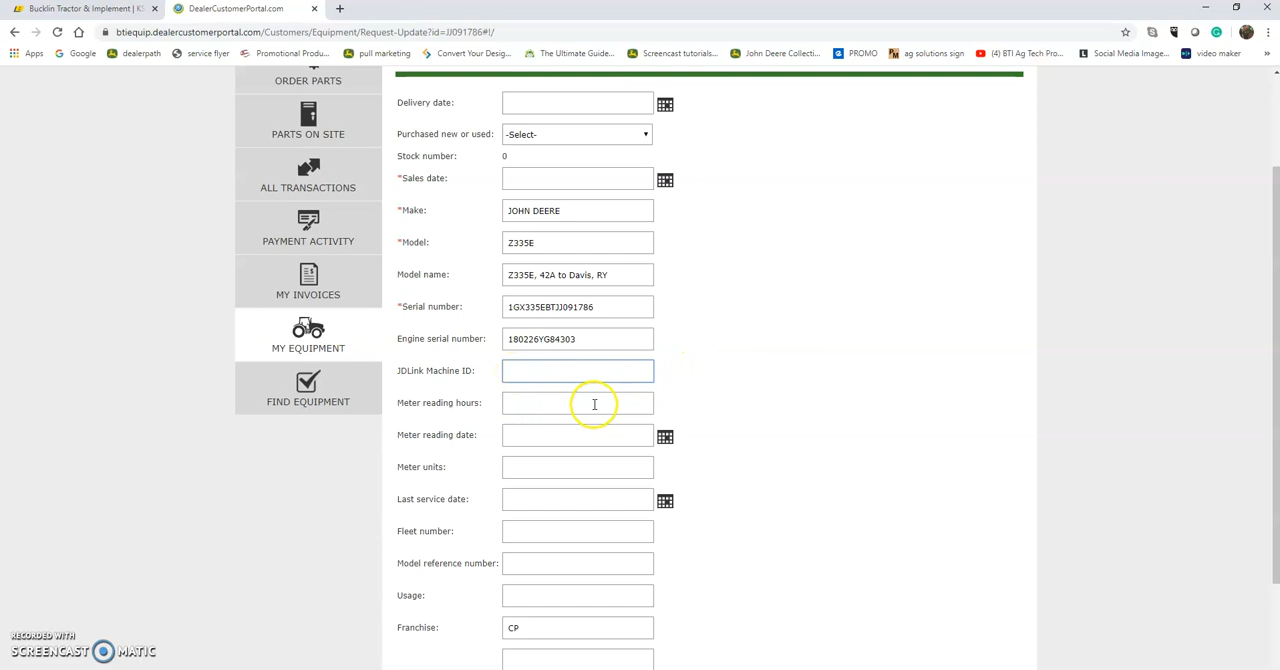 Bucklin Tractor & Implement | KS
DealerCustomerPortal.com
btiequip.dealercustomerportal.com/Customers/Equipment/Request-Update?id=JJ091786#!/
Apps
Google
dealerpath
service flyer
Promotional Produ...
pull marketing
Convert Your Desig...
The Ultimate Guide...
Screencast tutorials...
John Deere Collecti...
PROMO
ag solutions sign
(4) BTI Ag Tech Pro...
Social Media Image...
video maker
»
ORDER PARTS
PARTS ON SITE
ALL TRANSACTIONS
PAYMENT ACTIVITY
MY INVOICES
MY EQUIPMENT
FIND EQUIPMENT
Delivery date:
Purchased new or used: -Select-
Stock number: 0
*Sales date:
*Make: JOHN DEERE
*Model: Z335E
Model name: Z335E, 42A to Davis, RY
*Serial number: 1GX335EBTJJ091786
Engine serial number: 180226YG84303
JDLink Machine ID:
Meter reading hours:
Meter reading date:
Meter units:
Last service date:
Fleet number:
Model reference number:
Usage:
Franchise: CP
RECORDED WITH
SCREENCAST MATIC